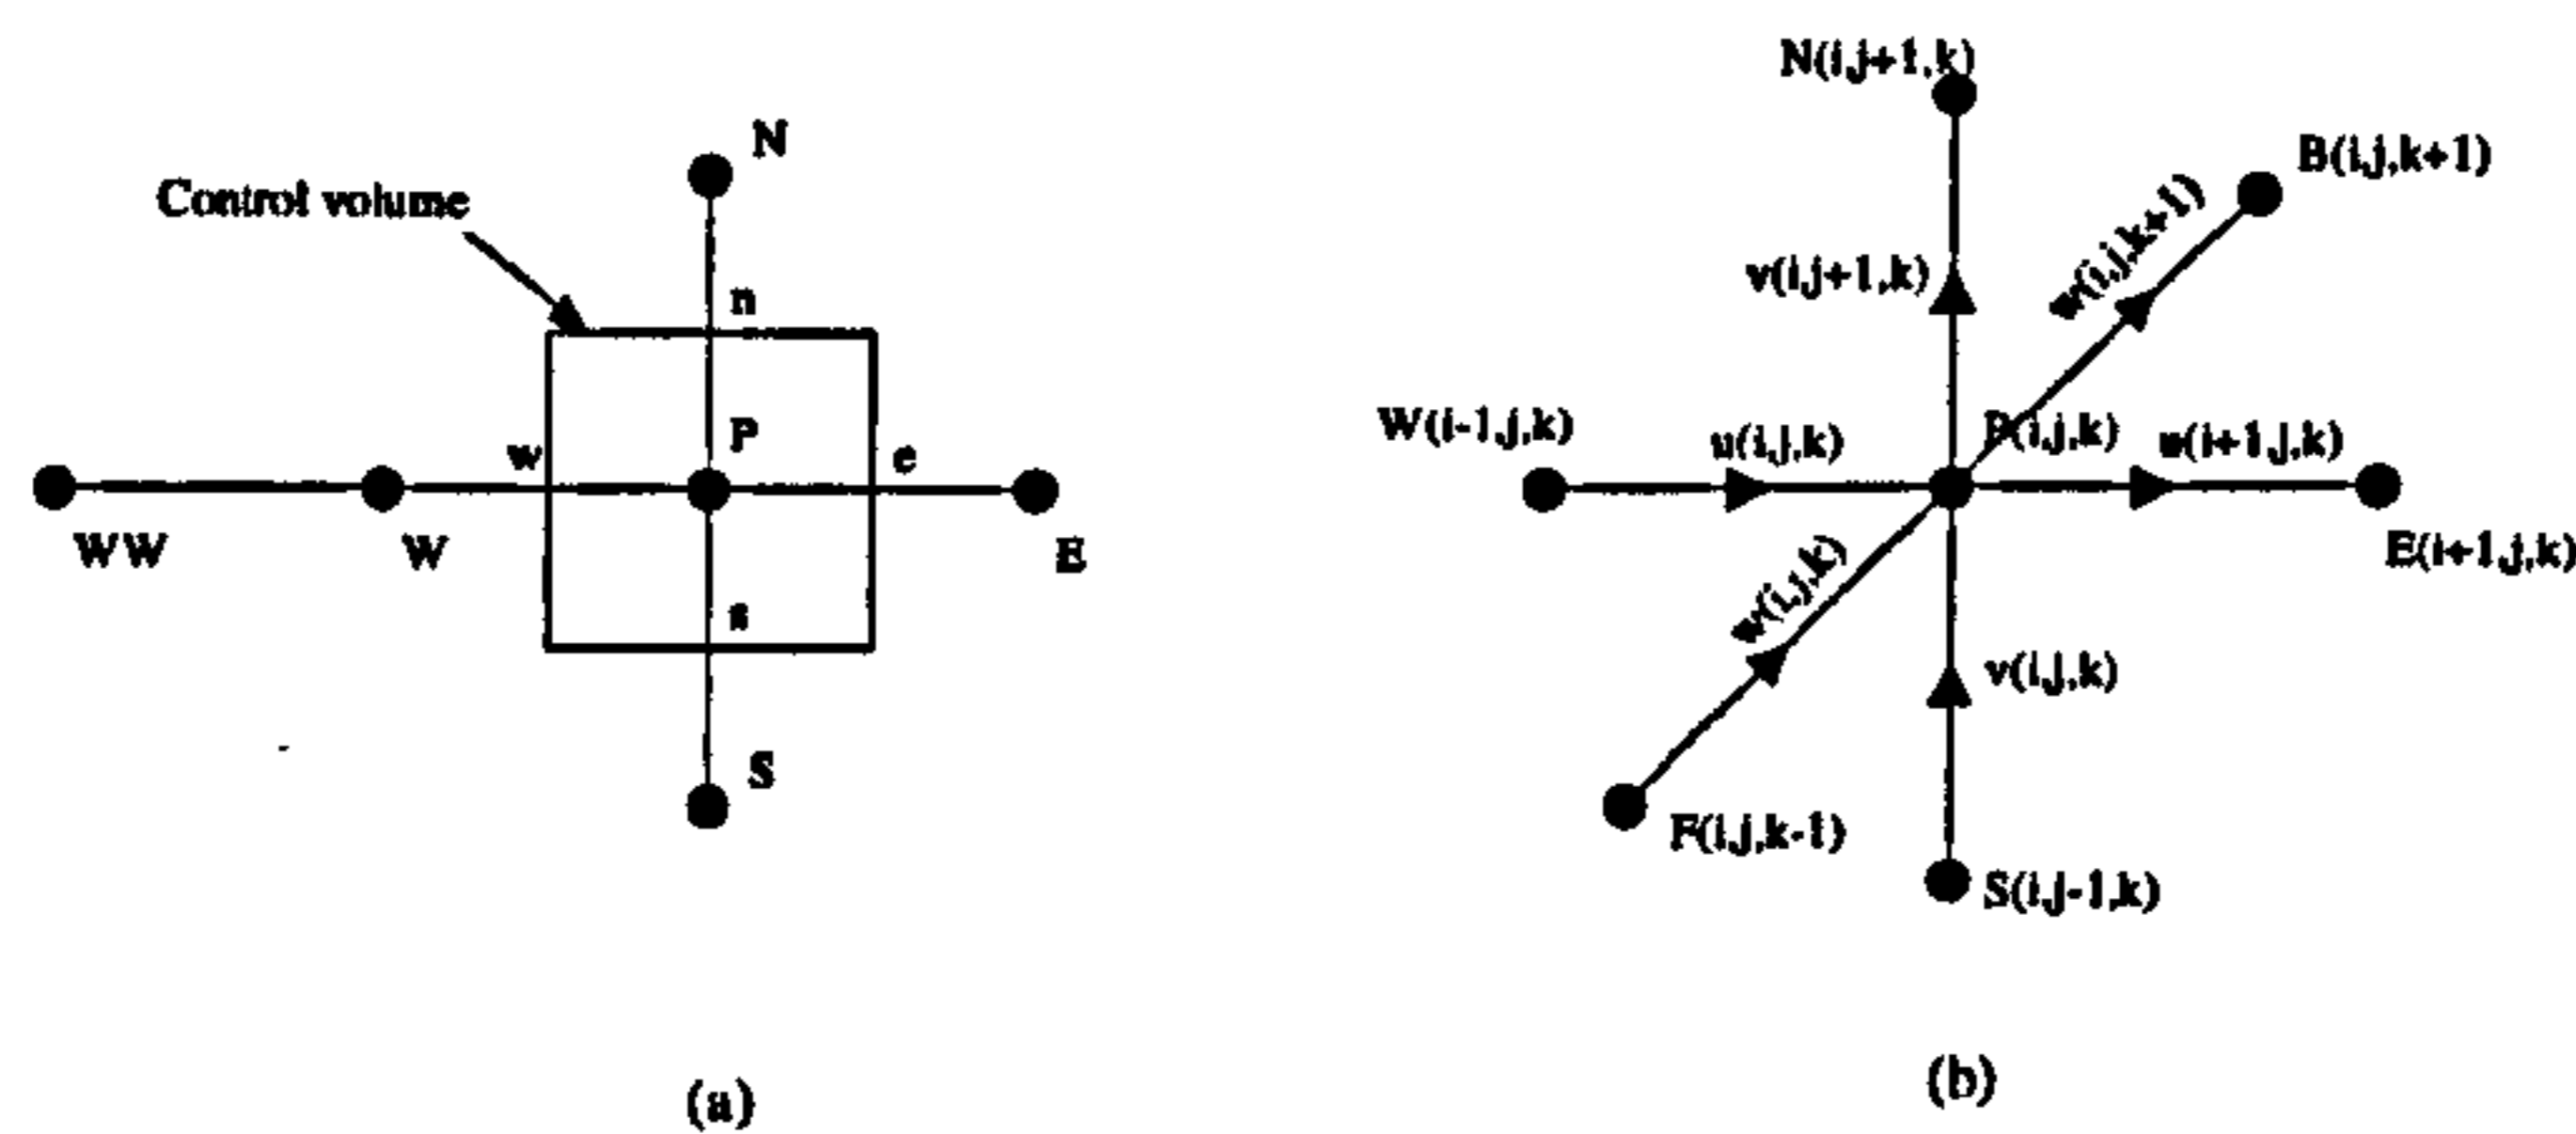 N
Control volume
n
P
w
e
WW
W
E
s
S
(a)
N(i,j+1,k)
B(i,j,k+1)
w(i,j,k+1)
v(i,j+1,k)
W(i-1,j,k)
u(i,j,k)
P(i,j,k)
u(i+1,j,k)
E(i+1,j,k)
w(i,j,k)
v(i,j,k)
F(i,j,k-1)
S(i,j-1,k)
(b)